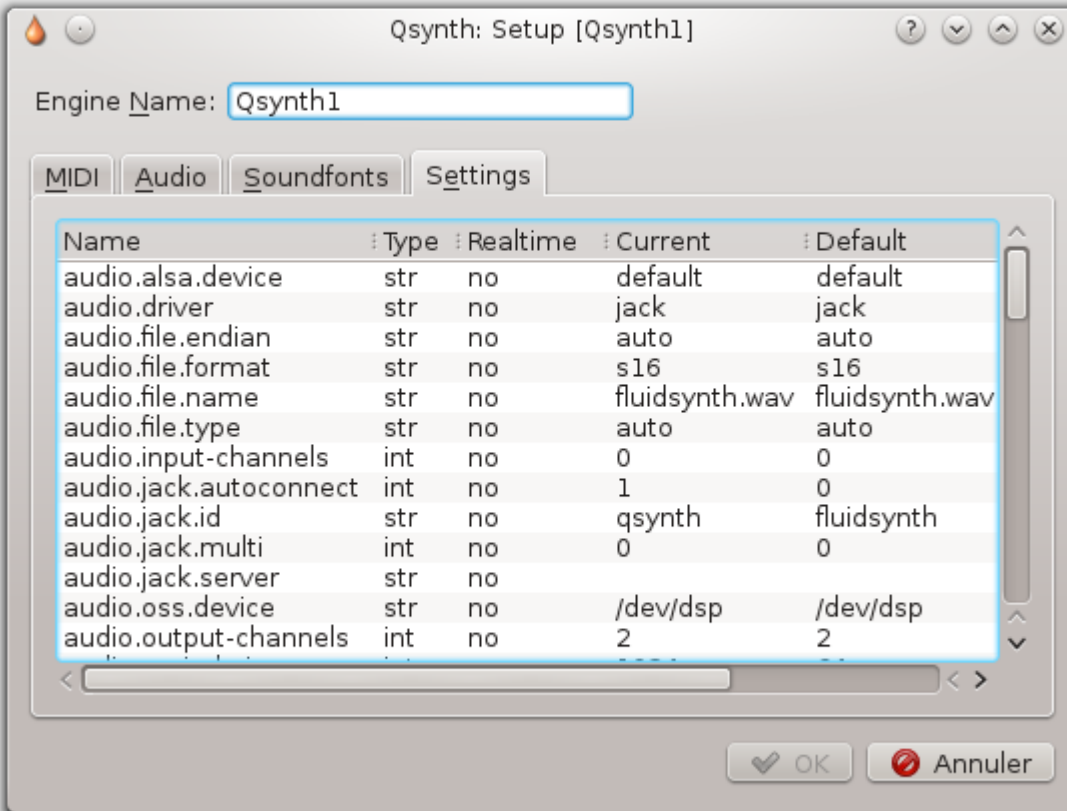 Qsynth: Setup [Qsynth1]
Engine Name: Qsynth1
MIDI Audio Soundfonts Settings
Name Type Realtime Current Default
audio.alsa.device str no default default
audio.driver str no jack jack
audio.file.endian str no auto auto
audio.file.format str no s16 s16
audio.file.name str no fluidsynth.wav fluidsynth.wav
audio.file.type str no auto auto
audio.input-channels int no 0 0
audio.jack.autoconnect int no 1 0
audio.jack.id str no qsynth fluidsynth
audio.jack.multi int no 0 0
audio.jack.server str no
audio.oss.device str no /dev/dsp /dev/dsp
audio.output-channels int no 2 2
OK Annuler